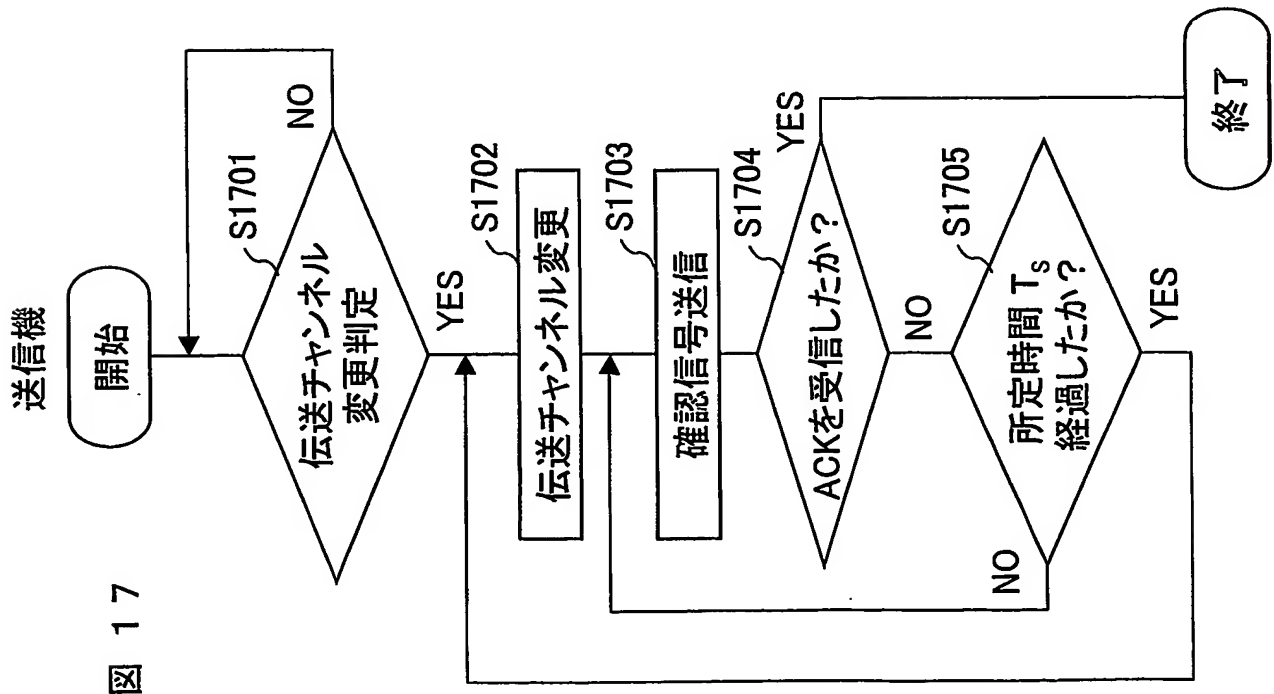 図 17
送信機
開始
伝送チャンネル
変更判定
S1701
NO
YES
伝送チャンネル変更
S1702
確認信号送信
S1703
ACKを受信したか？
S1704
YES
NO
所定時間 Ts
経過したか？
S1705
NO
YES
終了